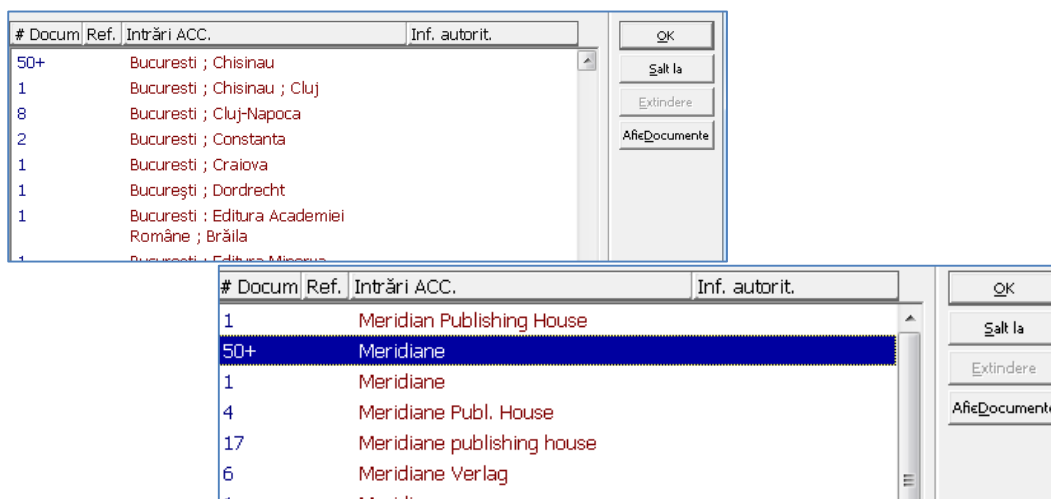 # Docum Ref. Intrări ACC. Inf. autorit.
50+ Bucuresti ; Chisinau
1 Bucuresti ; Chisinau ; Cluj
8 Bucuresti ; Cluj-Napoca
2 Bucuresti ; Constanta
1 Bucuresti ; Craiova
1 Bucureşti ; Dordrecht
1 Bucuresti : Editura Academiei
Române ; Brăila
OK
Salt la
Extindere
AfieDocumente
# Docum Ref. Intrări ACC. Inf. autorit.
1 Meridian Publishing House
50+ Meridiane
1 Meridiane
4 Meridiane Publ. House
17 Meridiane publishing house
6 Meridiane Verlag
OK
Salt la
Extindere
AfieDocumente